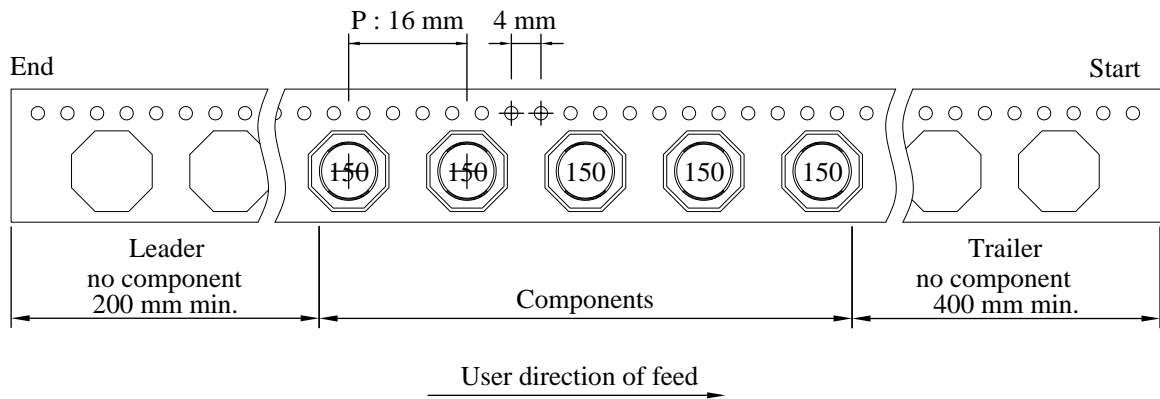 P : 16 mm
4 mm
End
Start
150
150
150
150
150
Leader
no component
200 mm min.
Components
Trailer
no component
400 mm min.
User direction of feed